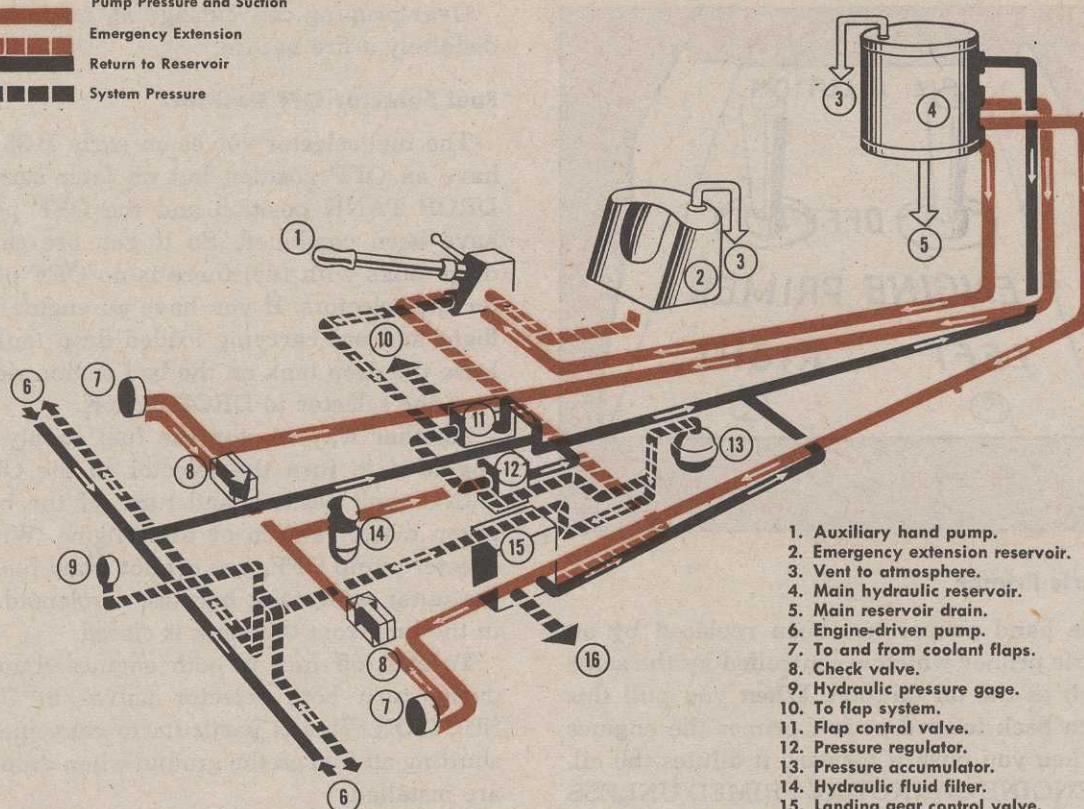 Pump Pressure and Suction
Emergency Extension
Return to Reservoir
System Pressure
3
4
5
3
2
1
10
7
6
11
8
12
13
14
15
9
8
16
7
6
1. Auxiliary hand pump.
2. Emergency extension reservoir.
3. Vent to atmosphere.
4. Main hydraulic reservoir.
5. Main reservoir drain.
6. Engine-driven pump.
7. To and from coolant flaps.
8. Check valve.
9. Hydraulic pressure gage.
10. To flap system.
11. Flap control valve.
12. Pressure regulator.
13. Pressure accumulator.
14. Hydraulic fluid filter.
15. Landing gear control valve.